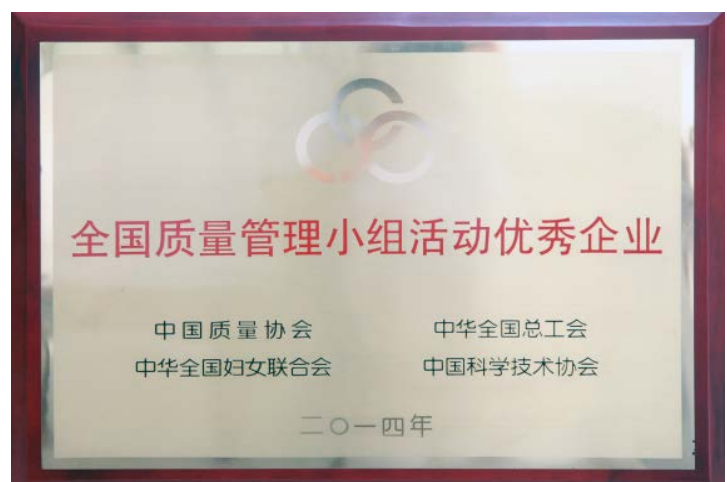 全国质量管理小组活动优秀企业
中国质量协会 中华全国总工会
中华全国妇女联合会 中国科学技术协会
二〇一四年